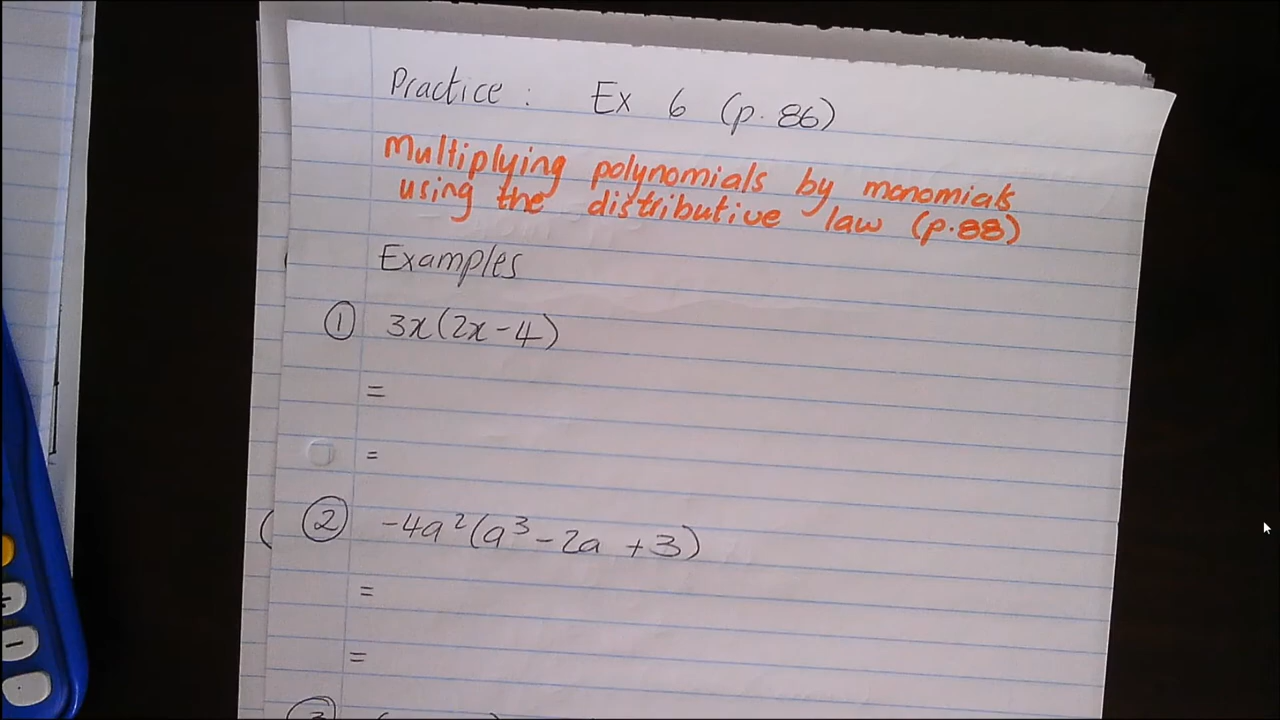 Practice : Ex 6 (p.86)
Multiplying polynomials by monomials
using the distributive law (p.88)
Examples
① 3x(2x-4)
=
=
② -4a²(a³-2a+3)
=
=